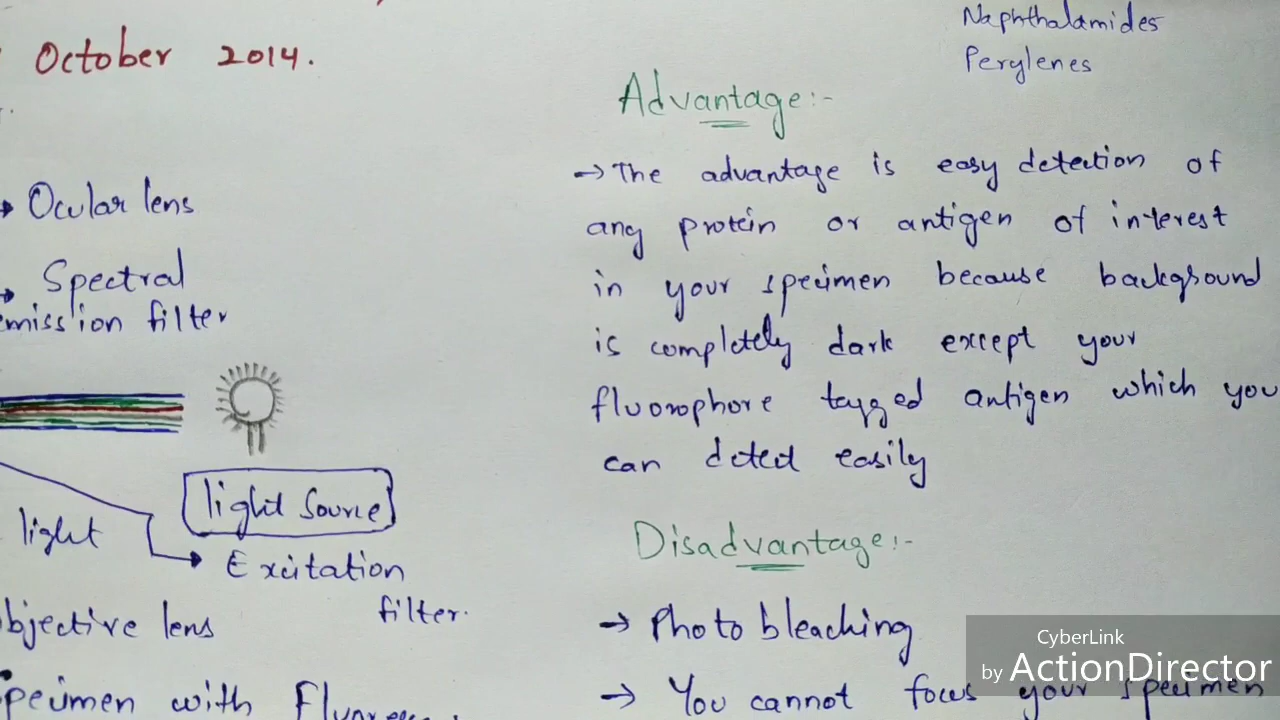 October 2014.
Ocular lens
Spectral
mission filter
light source
light
Excitation
filter.
bjective lens
pecimen with
Naphthalamides
Perylenes
Advantage:-
→ The advantage is easy detection of
any protein or antigen of interest
in your specimen because background
is completely dark except your
fluorophore tagged antigen which you
can detect easily
Disadvantage:-
→ Photo bleaching
→ You cannot focus your specimen
CyberLink
by ActionDirector